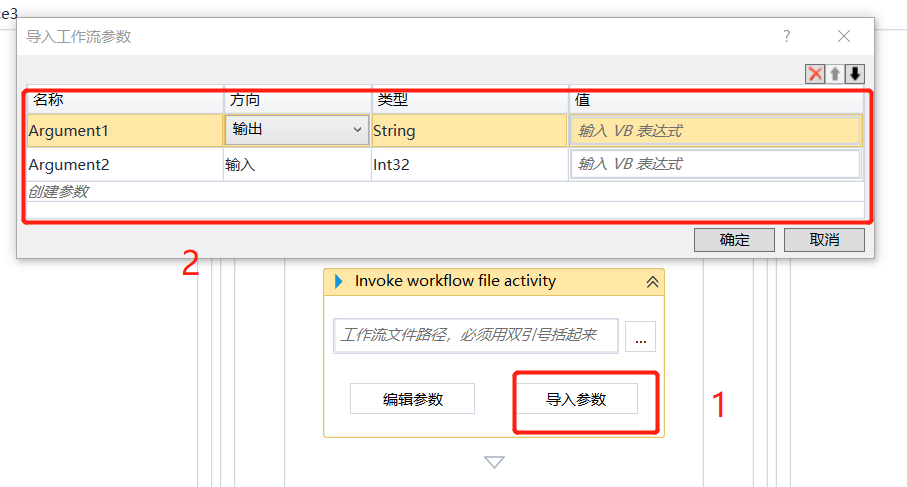 e3
导入工作流参数 ?
名称 方向 类型 值
Argument1 输出 String 输入 VB 表达式
Argument2 输入 Int32 输入 VB 表达式
创建参数
确定 取消
2
Invoke workflow file activity
工作流文件路径，必须用双引号括起来 ...
编辑参数 导入参数
1